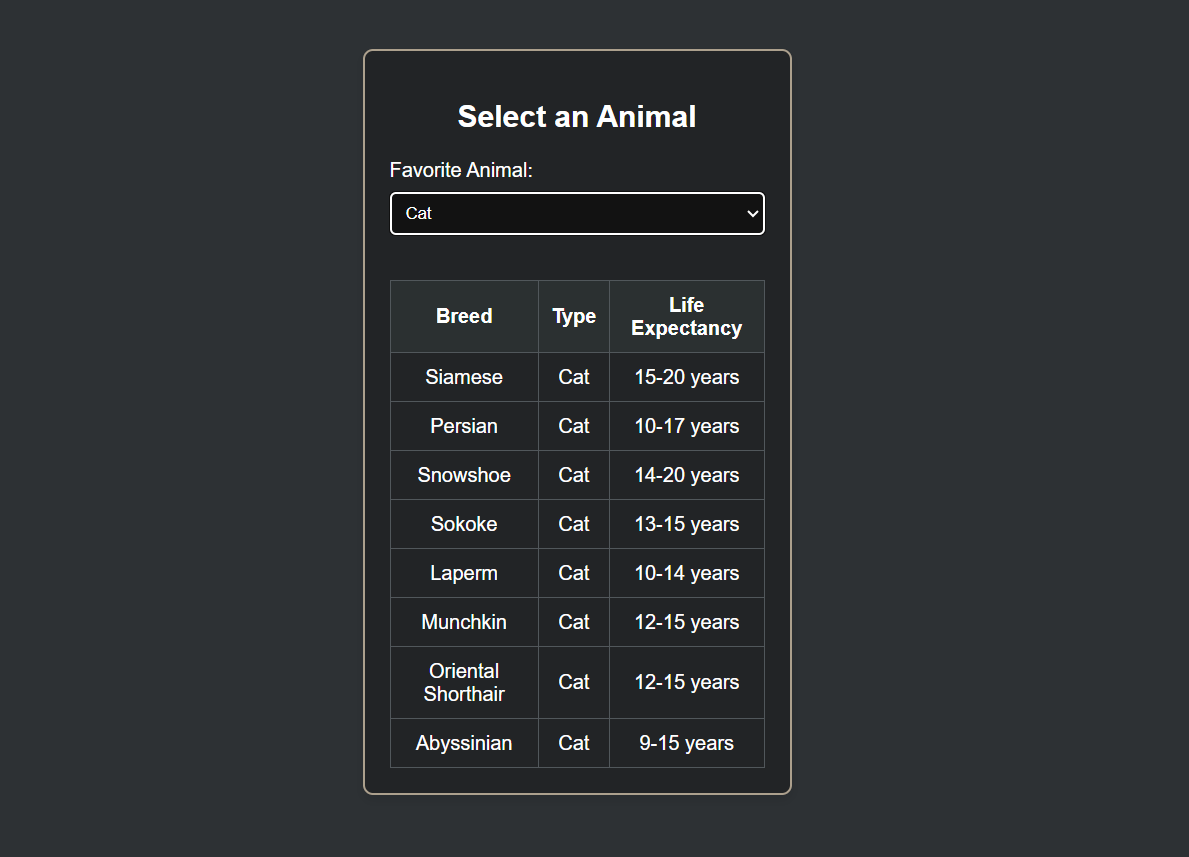 Select an Animal
Favorite Animal:
Cat
Breed Type Life
Expectancy
Siamese Cat 15-20 years
Persian Cat 10-17 years
Snowshoe Cat 14-20 years
Sokoke Cat 13-15 years
Laperm Cat 10-14 years
Munchkin Cat 12-15 years
Oriental
Shorthair Cat 12-15 years
Abyssinian Cat 9-15 years